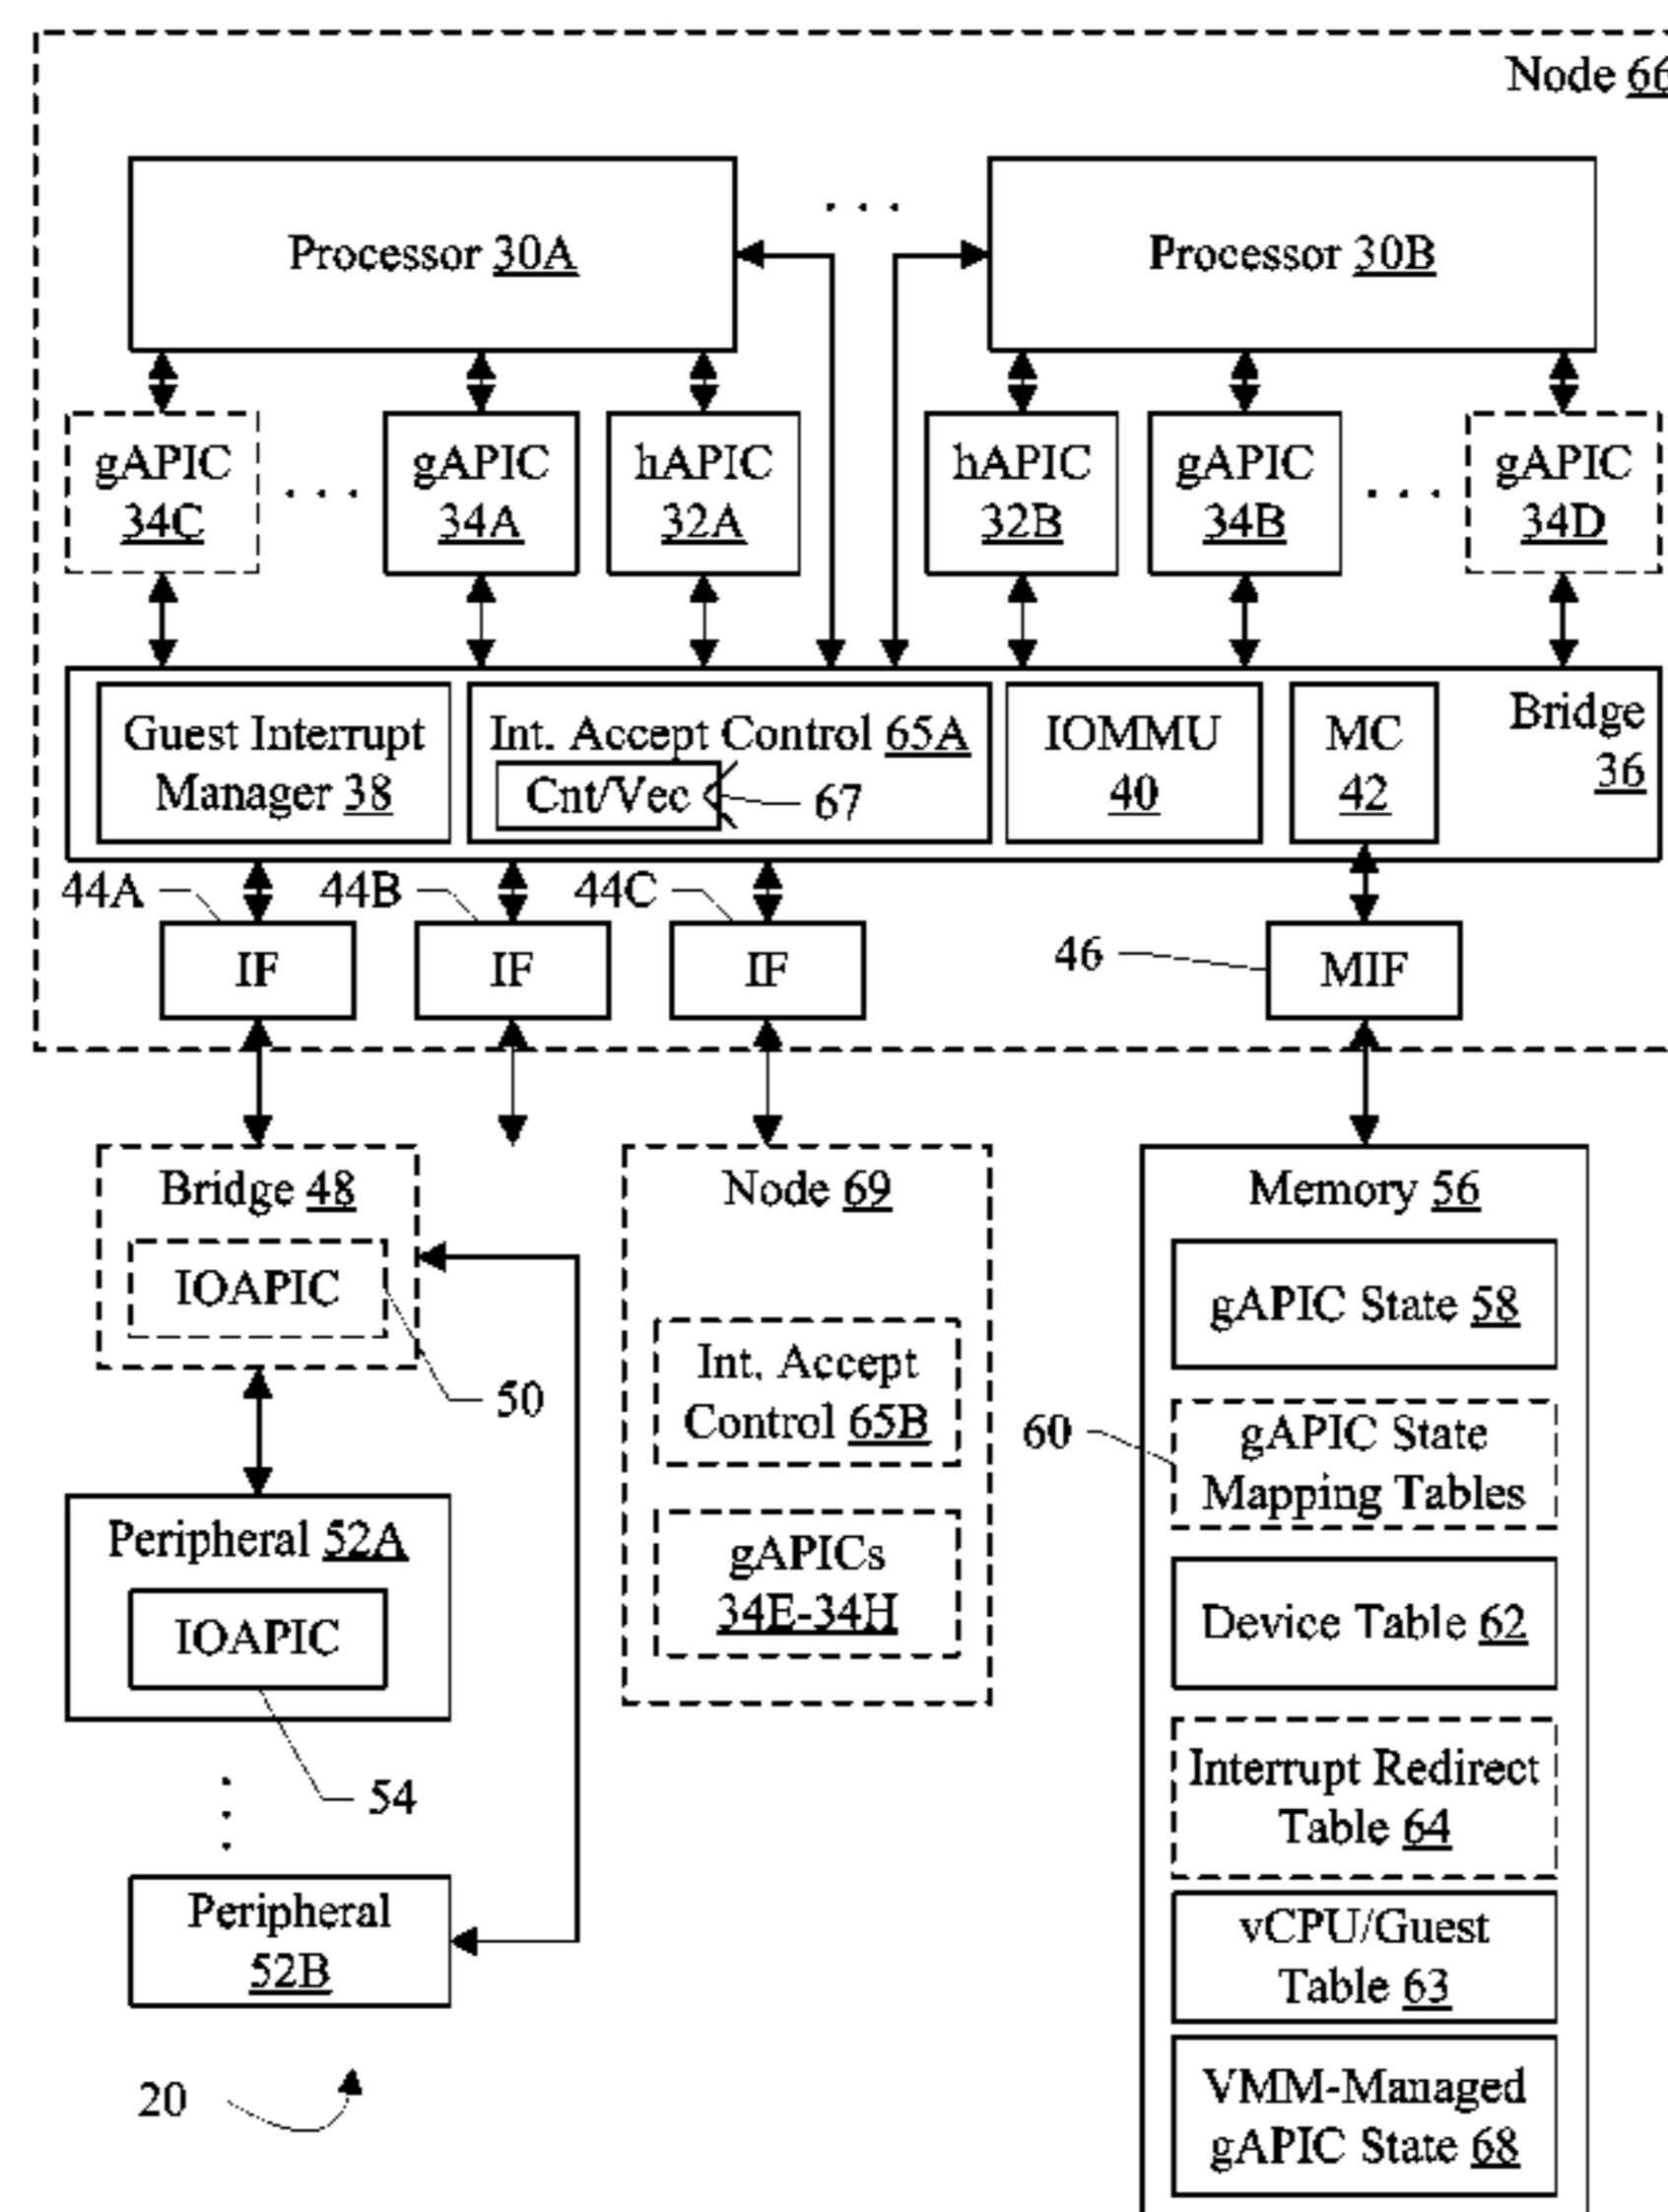 Node 66
Processor 30A
. . .
Processor 30B
gAPIC
34C
. . .
gAPIC
34A
hAPIC
32A
hAPIC
32B
gAPIC
34B
. . .
gAPIC
34D
Guest Interrupt
Manager 38
Int. Accept Control 65A
Cnt/Vec
67
IOMMU
40
MC
42
Bridge
36
44A
44B
44C
IF
IF
IF
46
MIF
Bridge 48
IOAPIC
50
Node 69
Int. Accept
Control 65B
gAPICs
34E-34H
Memory 56
gAPIC State 58
60
gAPIC State
Mapping Tables
Device Table 62
Interrupt Redirect
Table 64
vCPU/Guest
Table 63
VMM-Managed
gAPIC State 68
Peripheral 52A
IOAPIC
54
Peripheral
52B
20